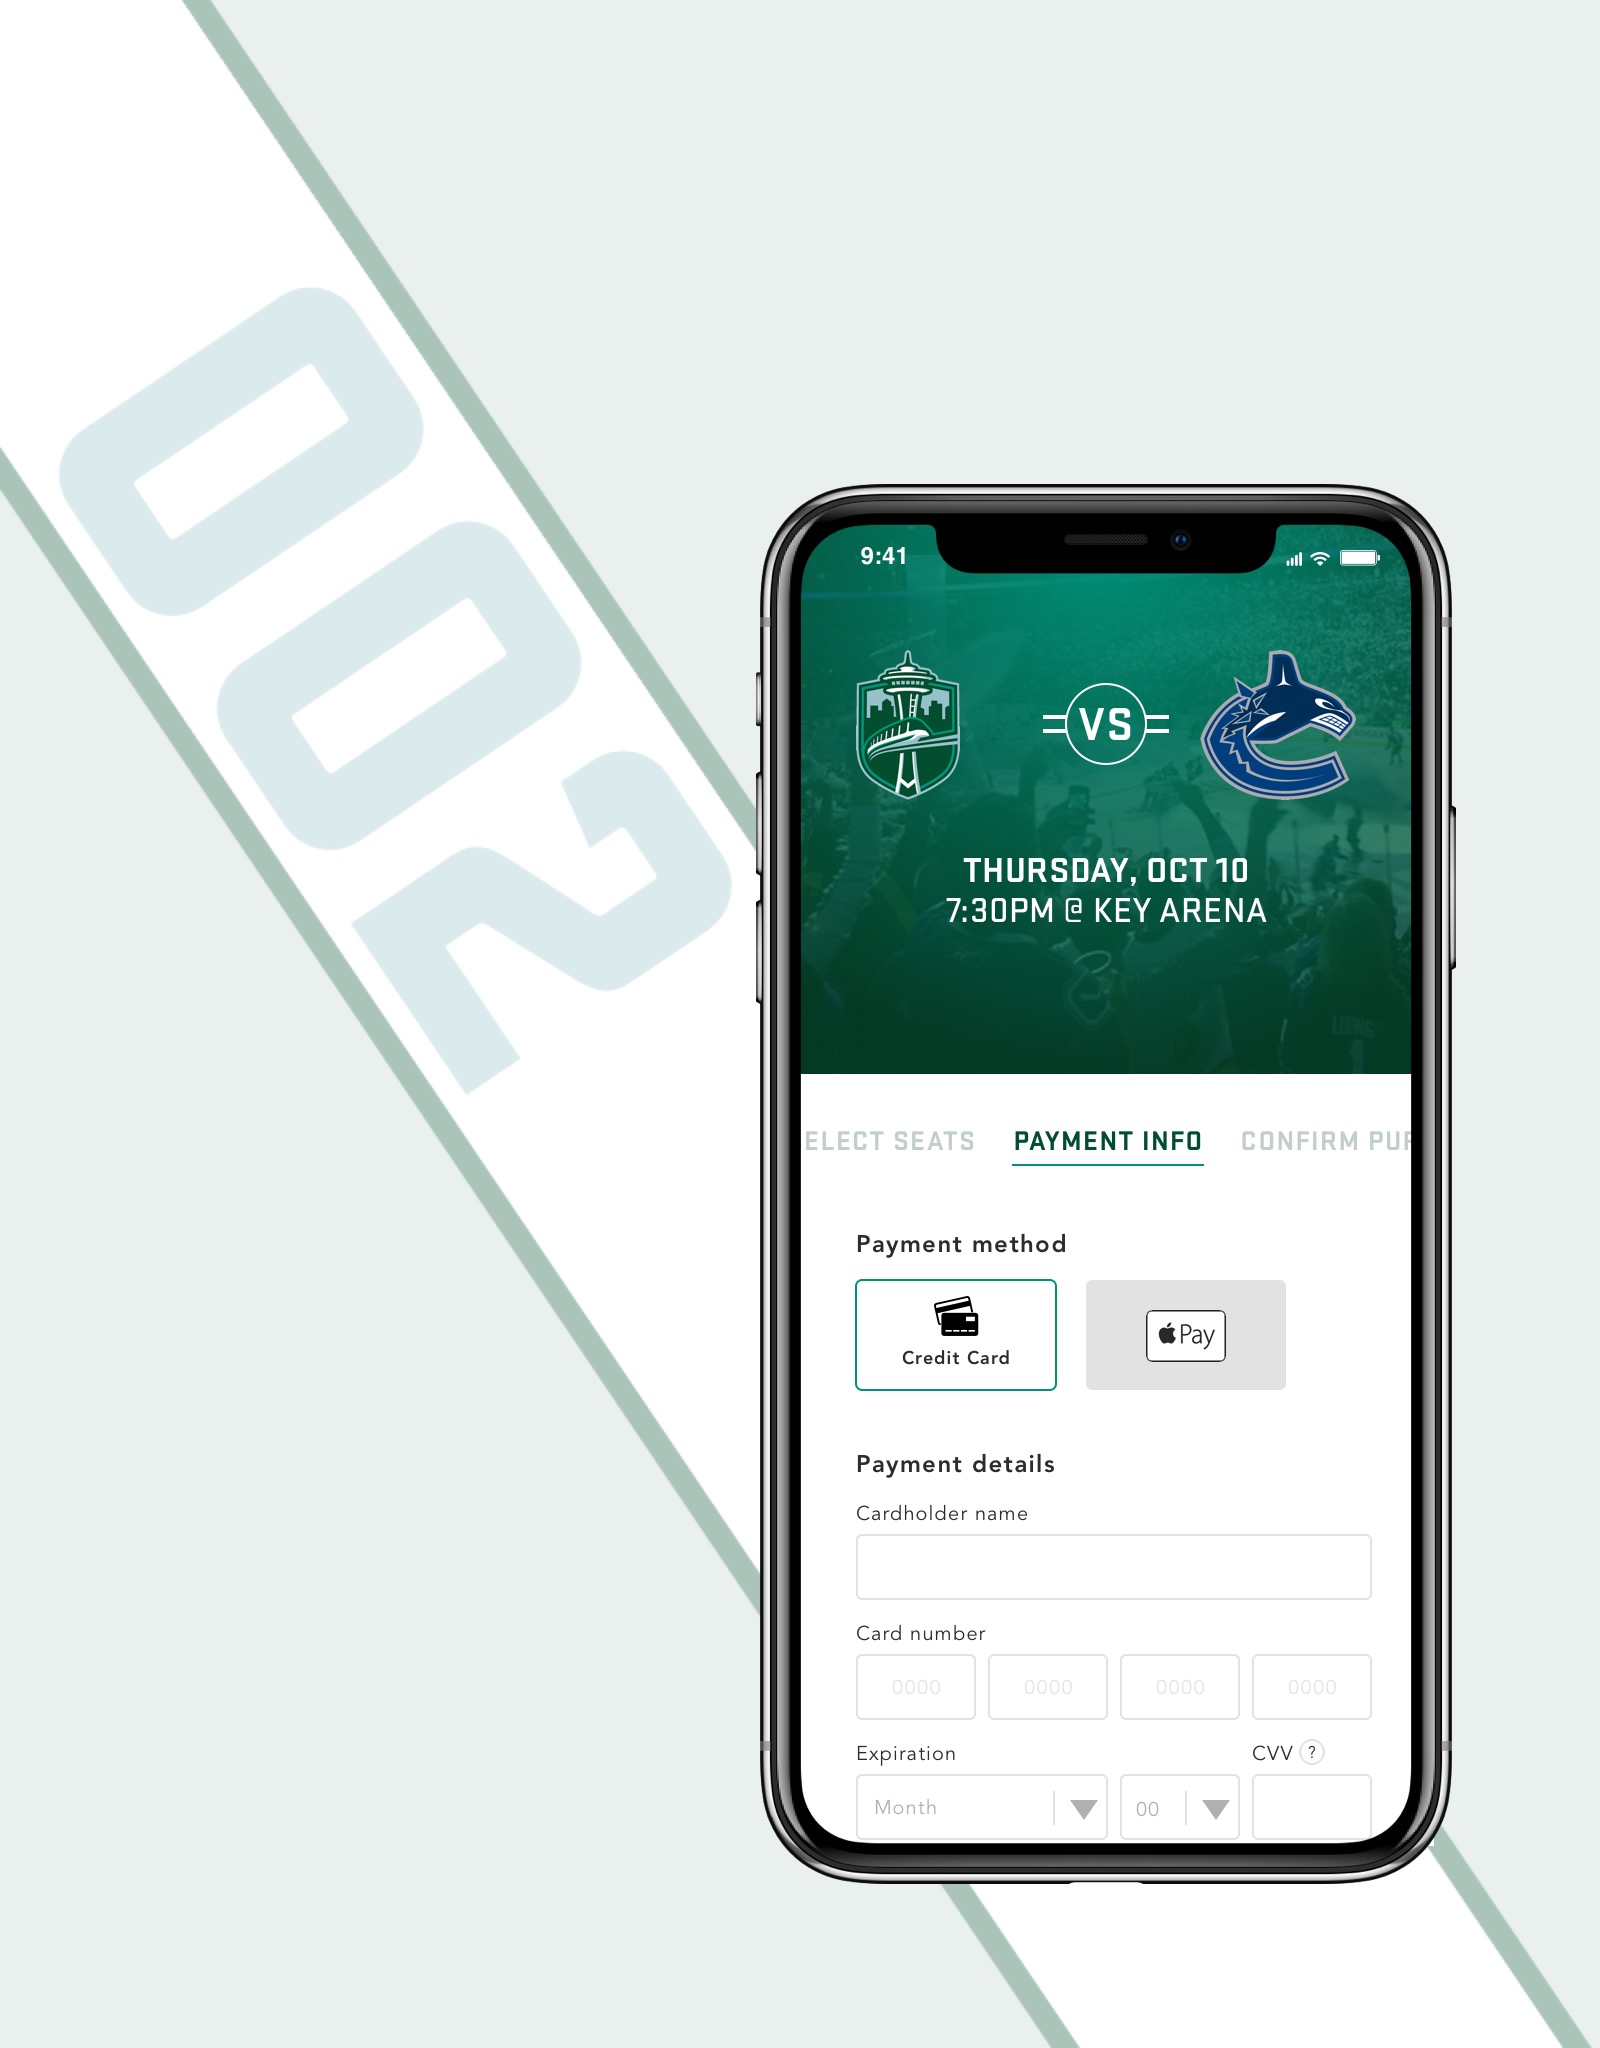 200
9:41
VS
THURSDAY, OCT 10
7:30PM @ KEY ARENA
ELECT SEATS PAYMENT INFO CONFIRM PUR
Payment method
Credit Card
Pay
Payment details
Cardholder name
Card number
0000 0000 0000 0000
Expiration CVV ?
Month 00